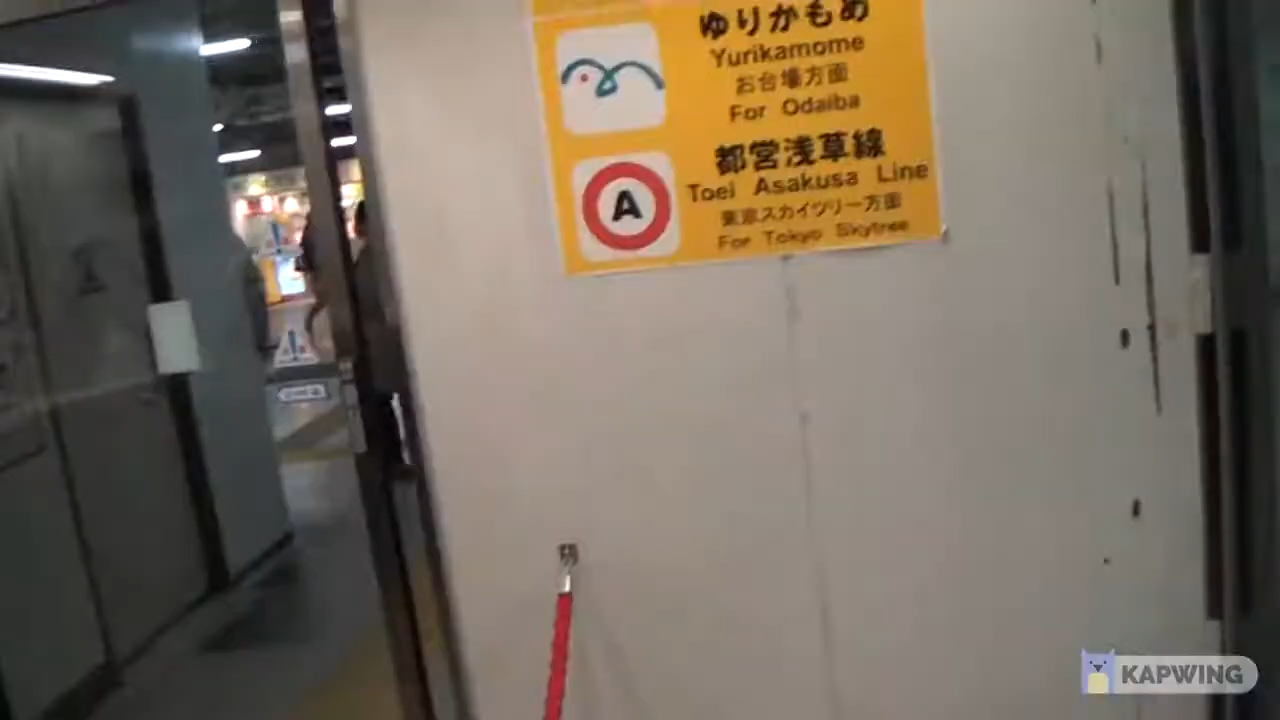 ゆりかもめ
Yurikamome
お台場方面
For Odaiba
A
都営浅草線
Toei Asakusa Line
東京スカイツリー方面
For Tokyo Skytree
KAPWING